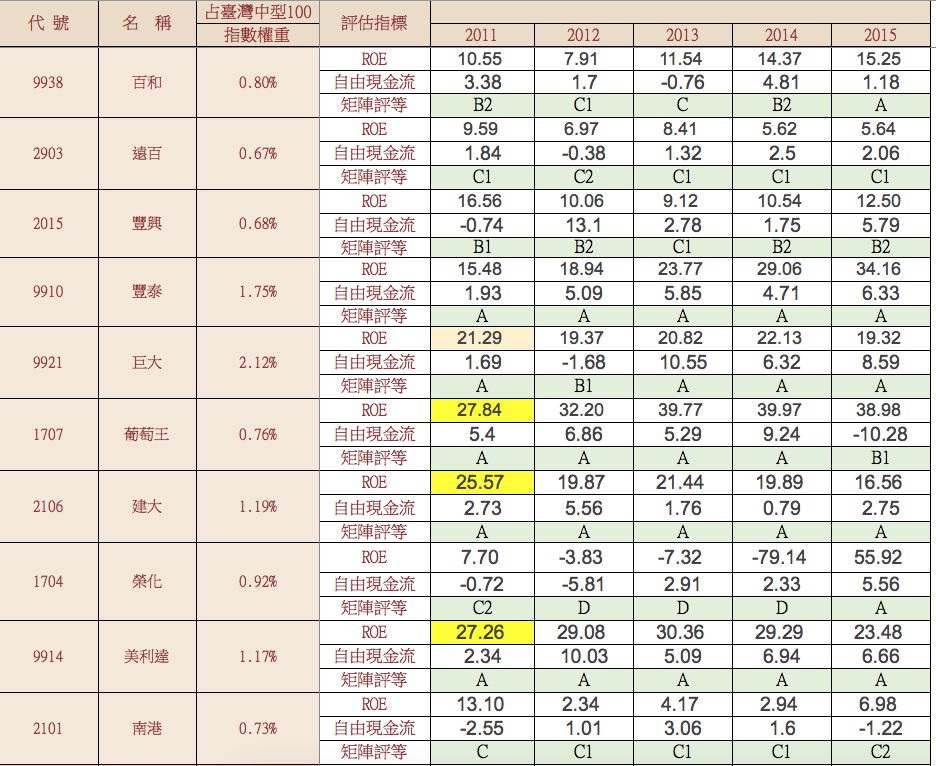 代 號 名 稱 占臺灣中型100 指數權重 評估指標 2011 2012 2013 2014 2015
9938 百和 0.80% ROE 10.55 7.91 11.54 14.37 15.25
自由現金流 3.38 1.7 -0.76 4.81 1.18
矩陣評等 B2 C1 C B2 A
2903 遠百 0.67% ROE 9.59 6.97 8.41 5.62 5.64
自由現金流 1.84 -0.38 1.32 2.5 2.06
矩陣評等 C1 C2 C1 C1 C1
2015 豐興 0.68% ROE 16.56 10.06 9.12 10.54 12.50
自由現金流 -0.74 13.1 2.78 1.75 5.79
矩陣評等 B1 B2 C1 B2 B2
9910 豐泰 1.75% ROE 15.48 18.94 23.77 29.06 34.16
自由現金流 1.93 5.09 5.85 4.71 6.33
矩陣評等 A A A A A
9921 巨大 2.12% ROE 21.29 19.37 20.82 22.13 19.32
自由現金流 1.69 -1.68 10.55 6.32 8.59
矩陣評等 A B1 A A A
1707 葡萄王 0.76% ROE 27.84 32.20 39.77 39.97 38.98
自由現金流 5.4 6.86 5.29 9.24 -10.28
矩陣評等 A A A A B1
2106 建大 1.19% ROE 25.57 19.87 21.44 19.89 16.56
自由現金流 2.73 5.56 1.76 0.79 2.75
矩陣評等 A A A A A
1704 榮化 0.92% ROE 7.70 -3.83 -7.32 -79.14 55.92
自由現金流 -0.72 -5.81 2.91 2.33 5.56
矩陣評等 C2 D D D A
9914 美利達 1.17% ROE 27.26 29.08 30.36 29.29 23.48
自由現金流 2.34 10.03 5.09 6.94 6.66
矩陣評等 A A A A A
2101 南港 0.73% ROE 13.10 2.34 4.17 2.94 6.98
自由現金流 -2.55 1.01 3.06 1.6 -1.22
矩陣評等 C C1 C1 C1 C2